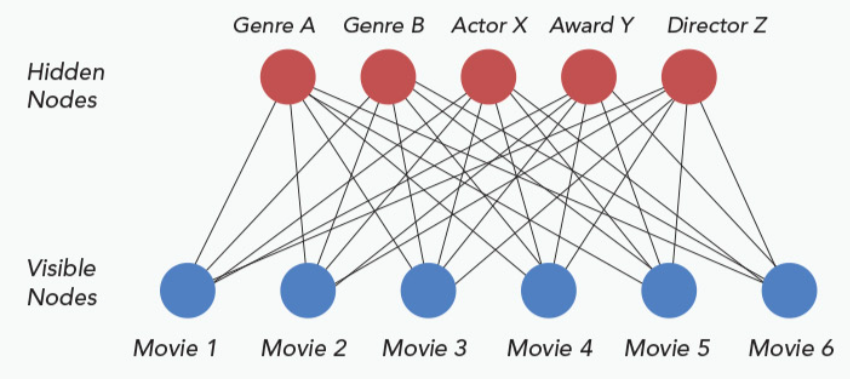 Genre A Genre B Actor X Award Y Director Z
Hidden
Nodes
Visible
Nodes
Movie 1 Movie 2 Movie 3 Movie 4 Movie 5 Movie 6